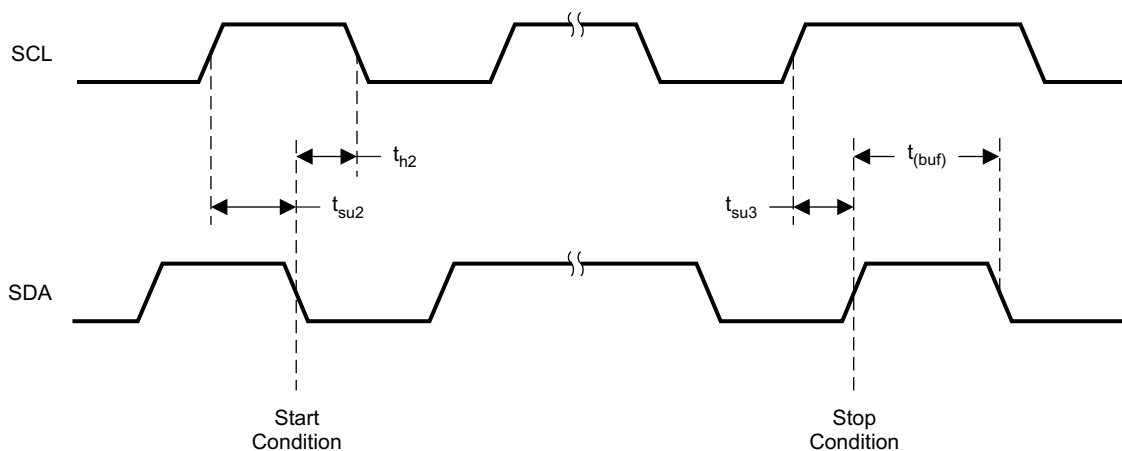 SCL
t_h2
t_(buf)
t_su2
t_su3
SDA
Start
Condition
Stop
Condition